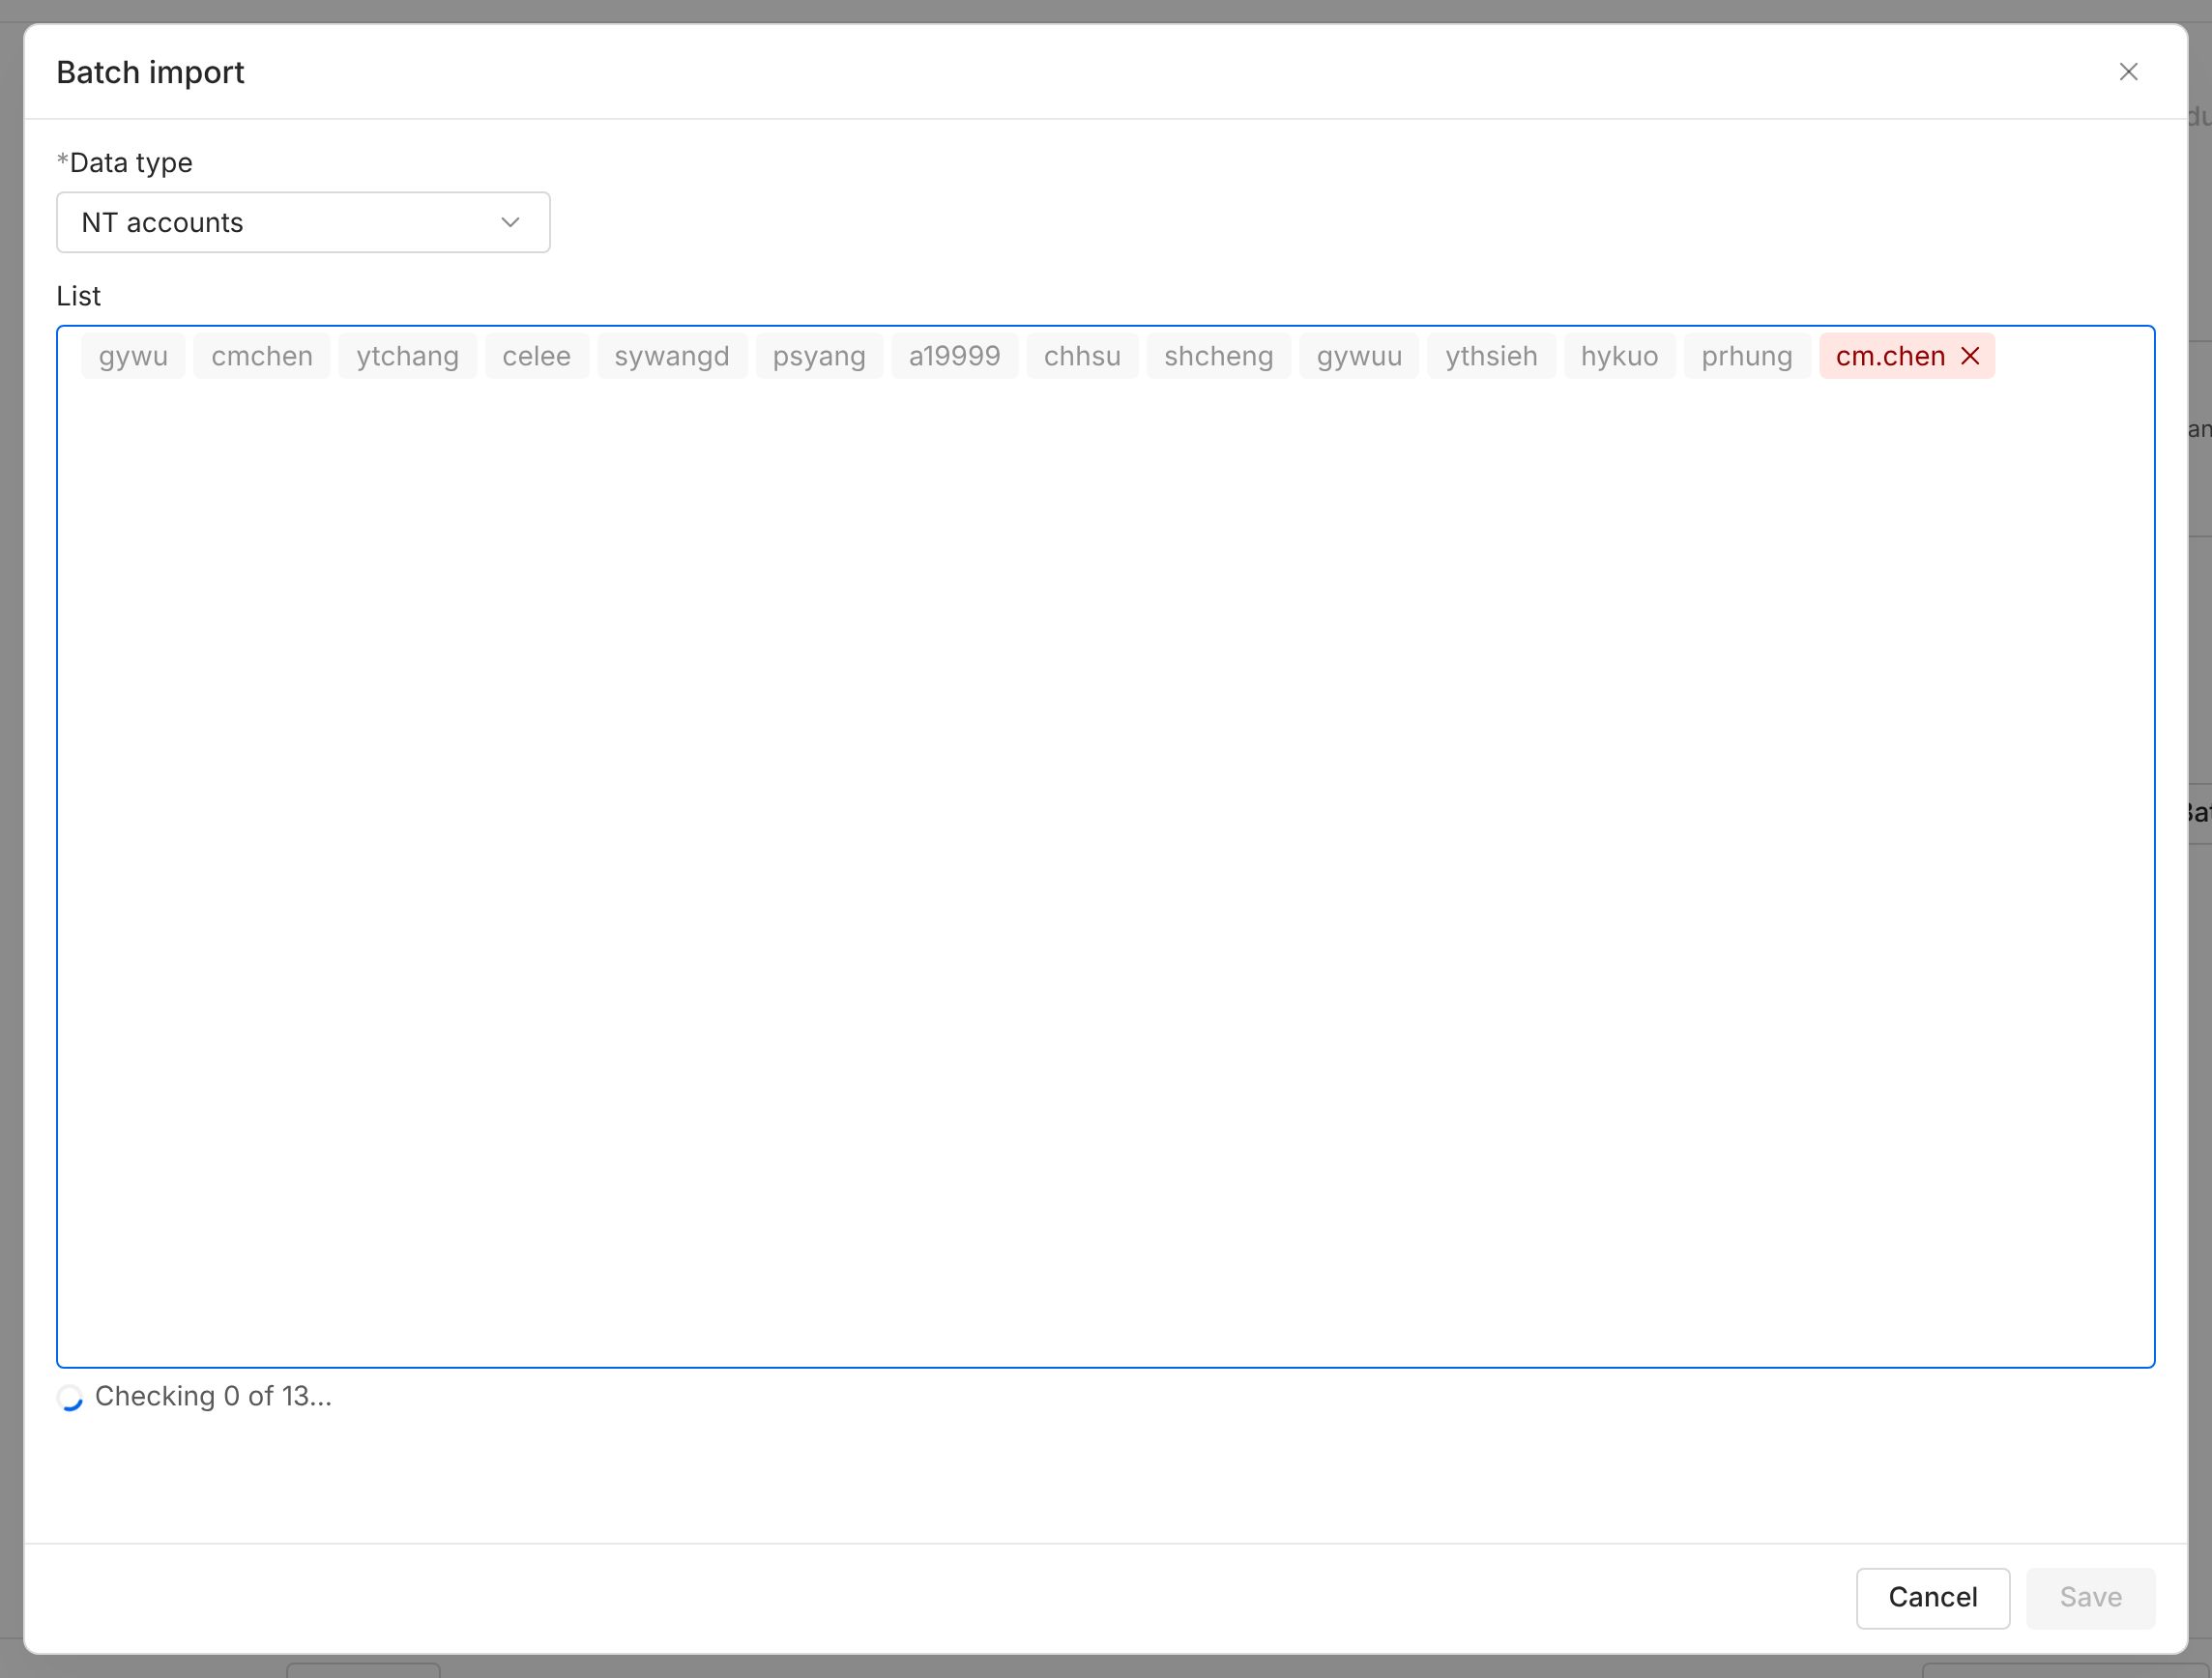 Batch import
*Data type
NT accounts
List
gywu cmchen ytchang celee sywangd psyang a19999 chhsu shcheng gywuu ythsieh hykuo prhung cm.chen
Checking 0 of 13...
Cancel Save